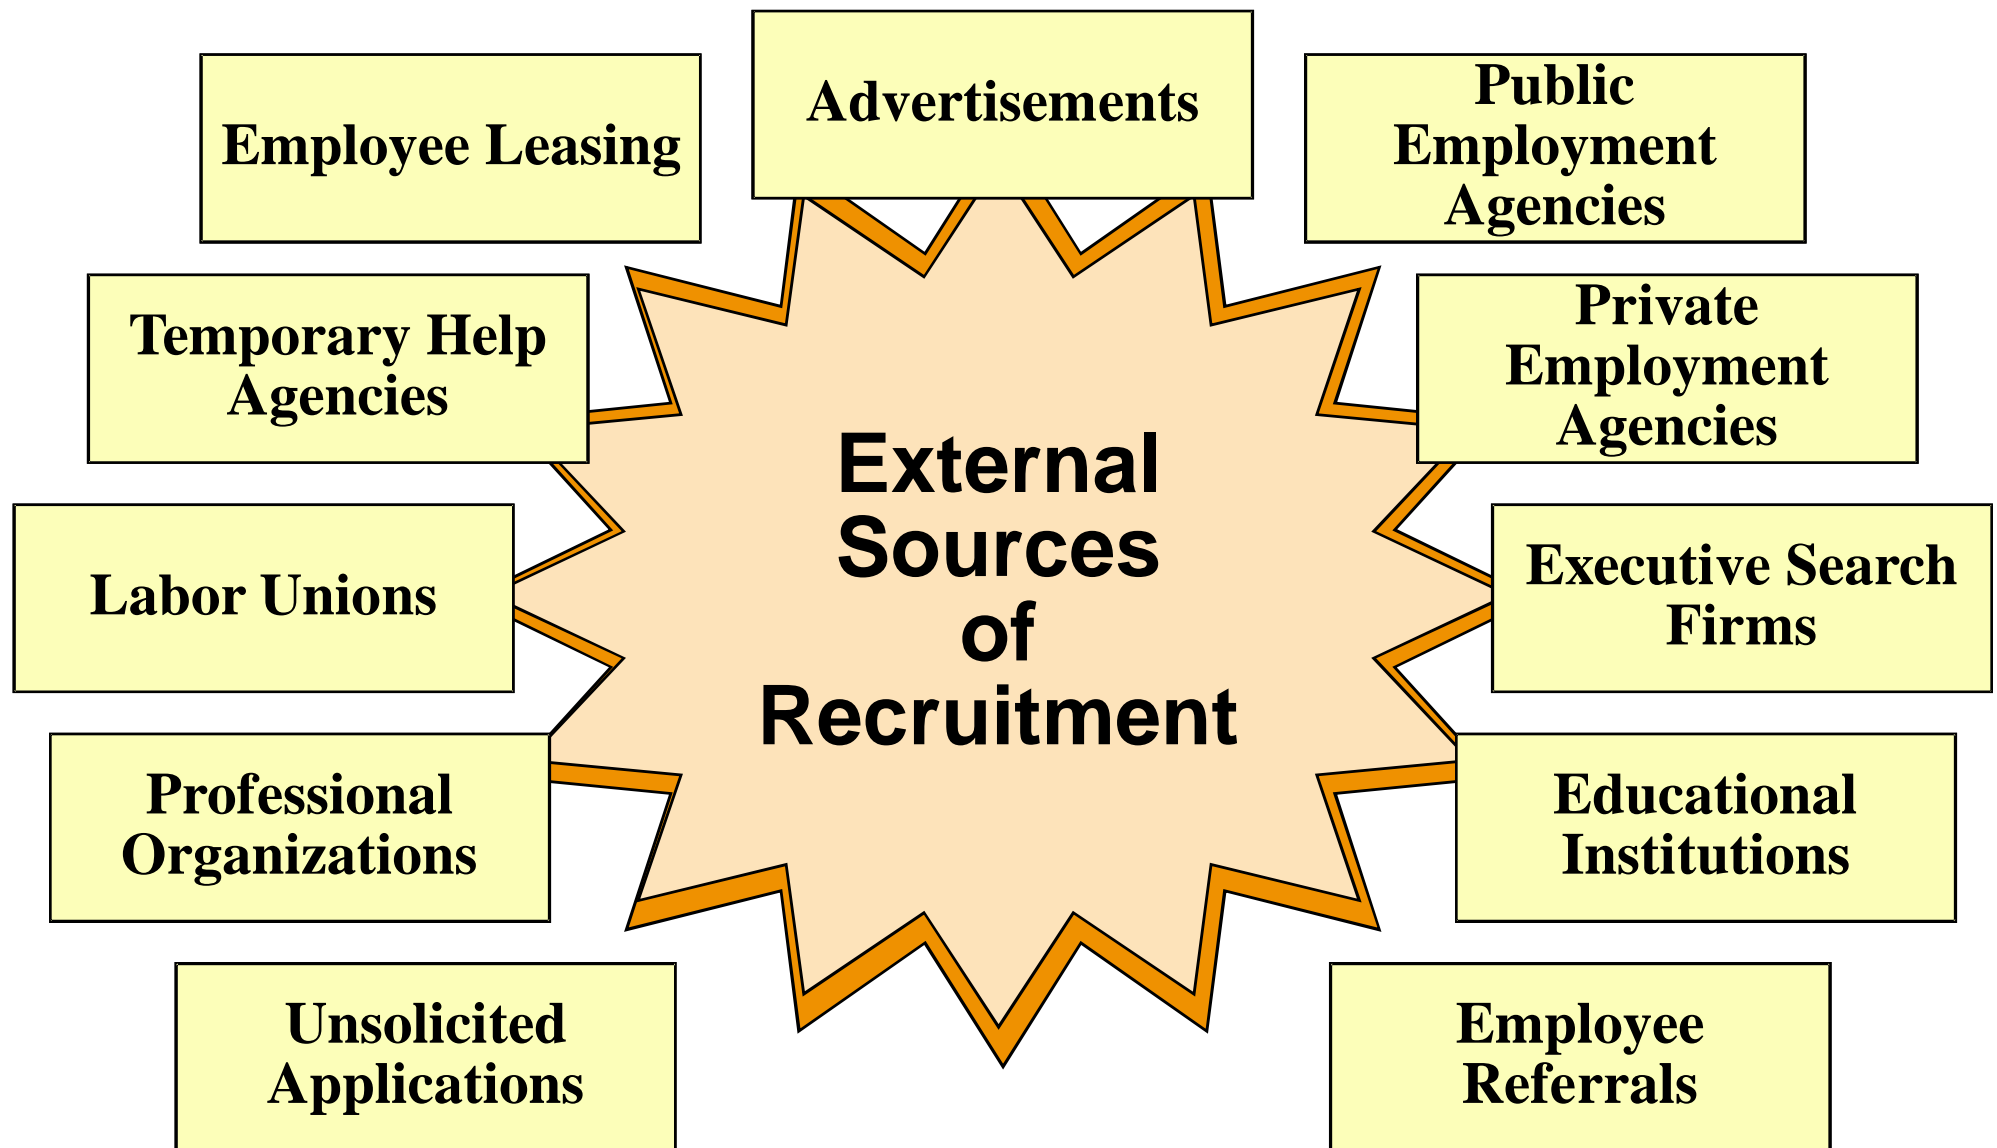 Advertisements
Public
Employment
Agencies
Private
Employment
Agencies
Executive Search
Firms
Educational
Institutions
Employee
Referrals
Unsolicited
Applications
Professional
Organizations
Labor Unions
Temporary Help
Agencies
Employee Leasing
External
Sources
of
Recruitment